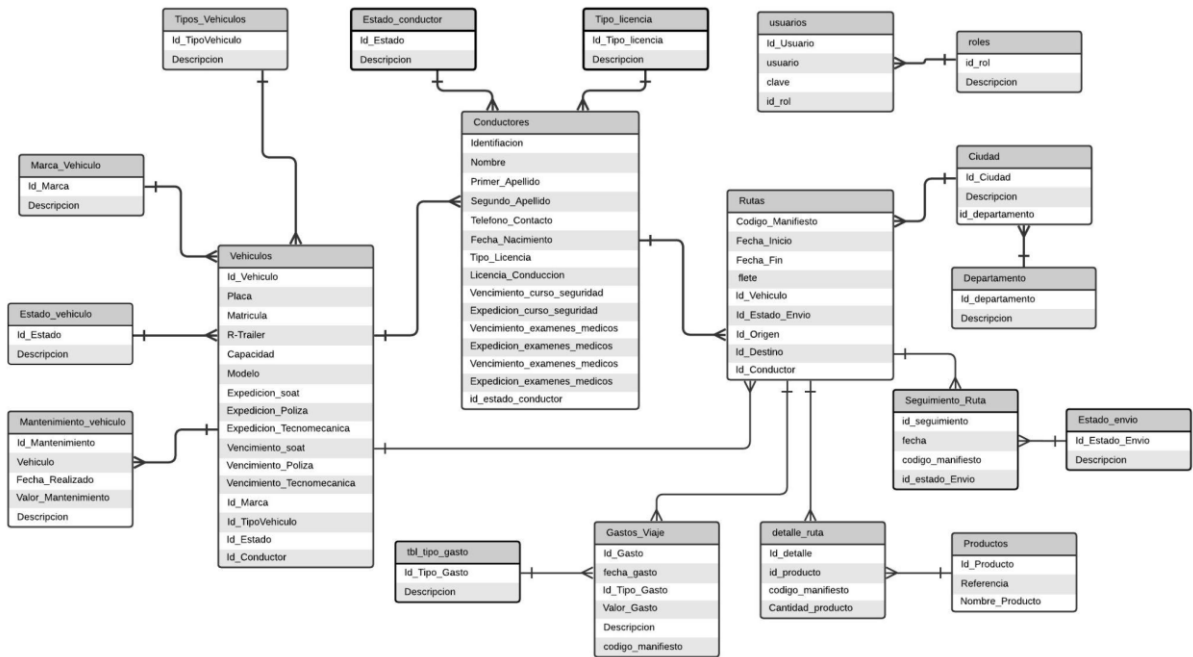 Tipos_Vehiculos
Id_TipoVehiculo
Descripcion
Estado_conductor
Id_Estado
Descripcion
Tipo_licencia
Id_Tipo_licencia
Descripcion
usuarios
Id_Usuario
usuario
clave
id_rol
roles
id_rol
Descripcion
Marca_Vehiculo
Id_Marca
Descripcion
Conductores
Identifiacion
Nombre
Primer_Apellido
Segundo_Apellido
Telefono_Contacto
Fecha_Nacimiento
Tipo_Licencia
Licencia_Conduccion
Vencimiento_curso_seguridad
Expedicion_curso_seguridad
Vencimiento_examenes_medicos
Expedicion_examenes_medicos
Vencimiento_examenes_medicos
Expedicion_examenes_medicos
id_estado_conductor
Ciudad
Id_Ciudad
Descripcion
id_departamento
Rutas
Codigo_Manifiesto
Fecha_Inicio
Fecha_Fin
flete
Id_Vehiculo
Id_Estado_Envio
Id_Origen
Id_Destino
Id_Conductor
Departamento
Id_departamento
Descripcion
Vehiculos
Id_Vehiculo
Placa
Matricula
R-Trailer
Capacidad
Modelo
Expedicion_soat
Expedicion_Poliza
Expedicion_Tecnomecanica
Vencimiento_soat
Vencimiento_Poliza
Vencimiento_Tecnomecanica
Id_Marca
Id_TipoVehiculo
Id_Estado
Id_Conductor
Estado_vehiculo
Id_Estado
Descripcion
Mantenimiento_vehiculo
Id_Mantenimiento
Vehiculo
Fecha_Realizado
Valor_Mantenimiento
Descripcion
Seguimiento_Ruta
id_seguimiento
fecha
codigo_manifiesto
id_estado_Envio
Estado_envio
Id_Estado_Envio
Descripcion
tbl_tipo_gasto
Id_Tipo_Gasto
Descripcion
Gastos_Viaje
Id_Gasto
fecha_gasto
Id_Tipo_Gasto
Valor_Gasto
Descripcion
codigo_manifiesto
detalle_ruta
Id_detalle
id_producto
codigo_manifiesto
Cantidad_producto
Productos
Id_Producto
Referencia
Nombre_Producto